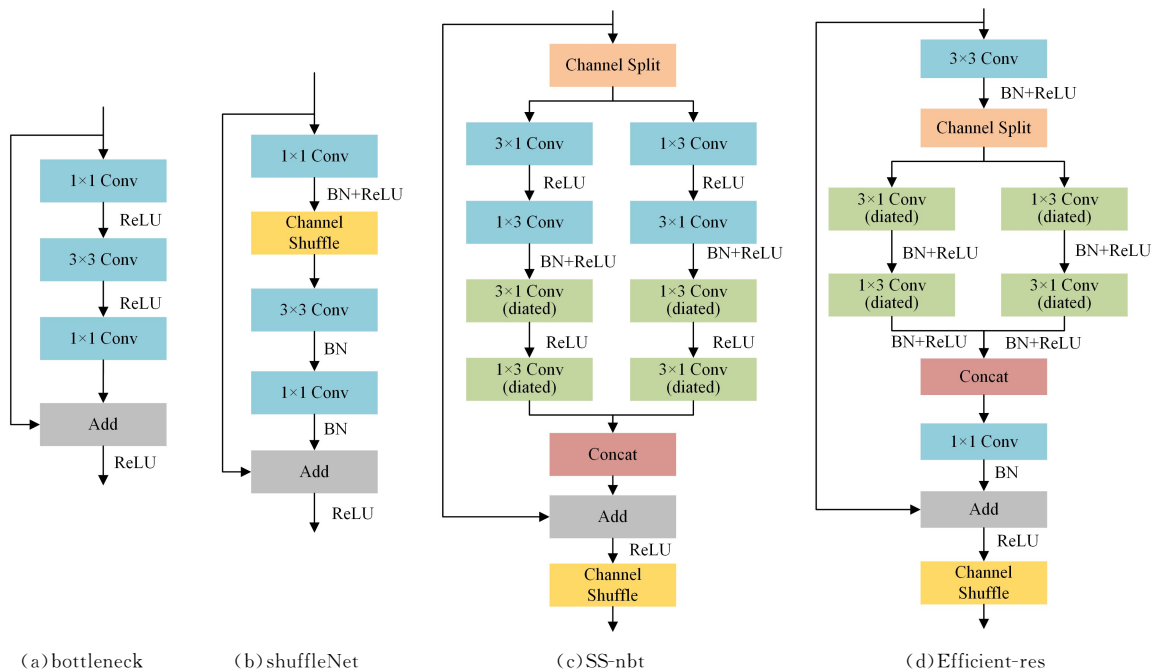 1×1 Conv
ReLU
3×3 Conv
ReLU
1×1 Conv
Add
ReLU
(a)bottleneck
1×1 Conv
BN+ReLU
Channel
Shuffle
3×3 Conv
BN
1×1 Conv
BN
Add
ReLU
(b)shuffleNet
Channel Split
3×1 Conv
1×3 Conv
ReLU
ReLU
1×3 Conv
3×1 Conv
BN+ReLU
BN+ReLU
3×1 Conv
(diated)
1×3 Conv
(diated)
ReLU
ReLU
1×3 Conv
(diated)
3×1 Conv
(diated)
Concat
Add
ReLU
Channel
Shuffle
(c)SS-nbt
3×3 Conv
BN+ReLU
Channel Split
3×1 Conv
(diated)
1×3 Conv
(diated)
BN+ReLU
BN+ReLU
1×3 Conv
(diated)
3×1 Conv
(diated)
BN+ReLU
BN+ReLU
Concat
1×1 Conv
BN
Add
ReLU
Channel
Shuffle
(d)Efficient-res